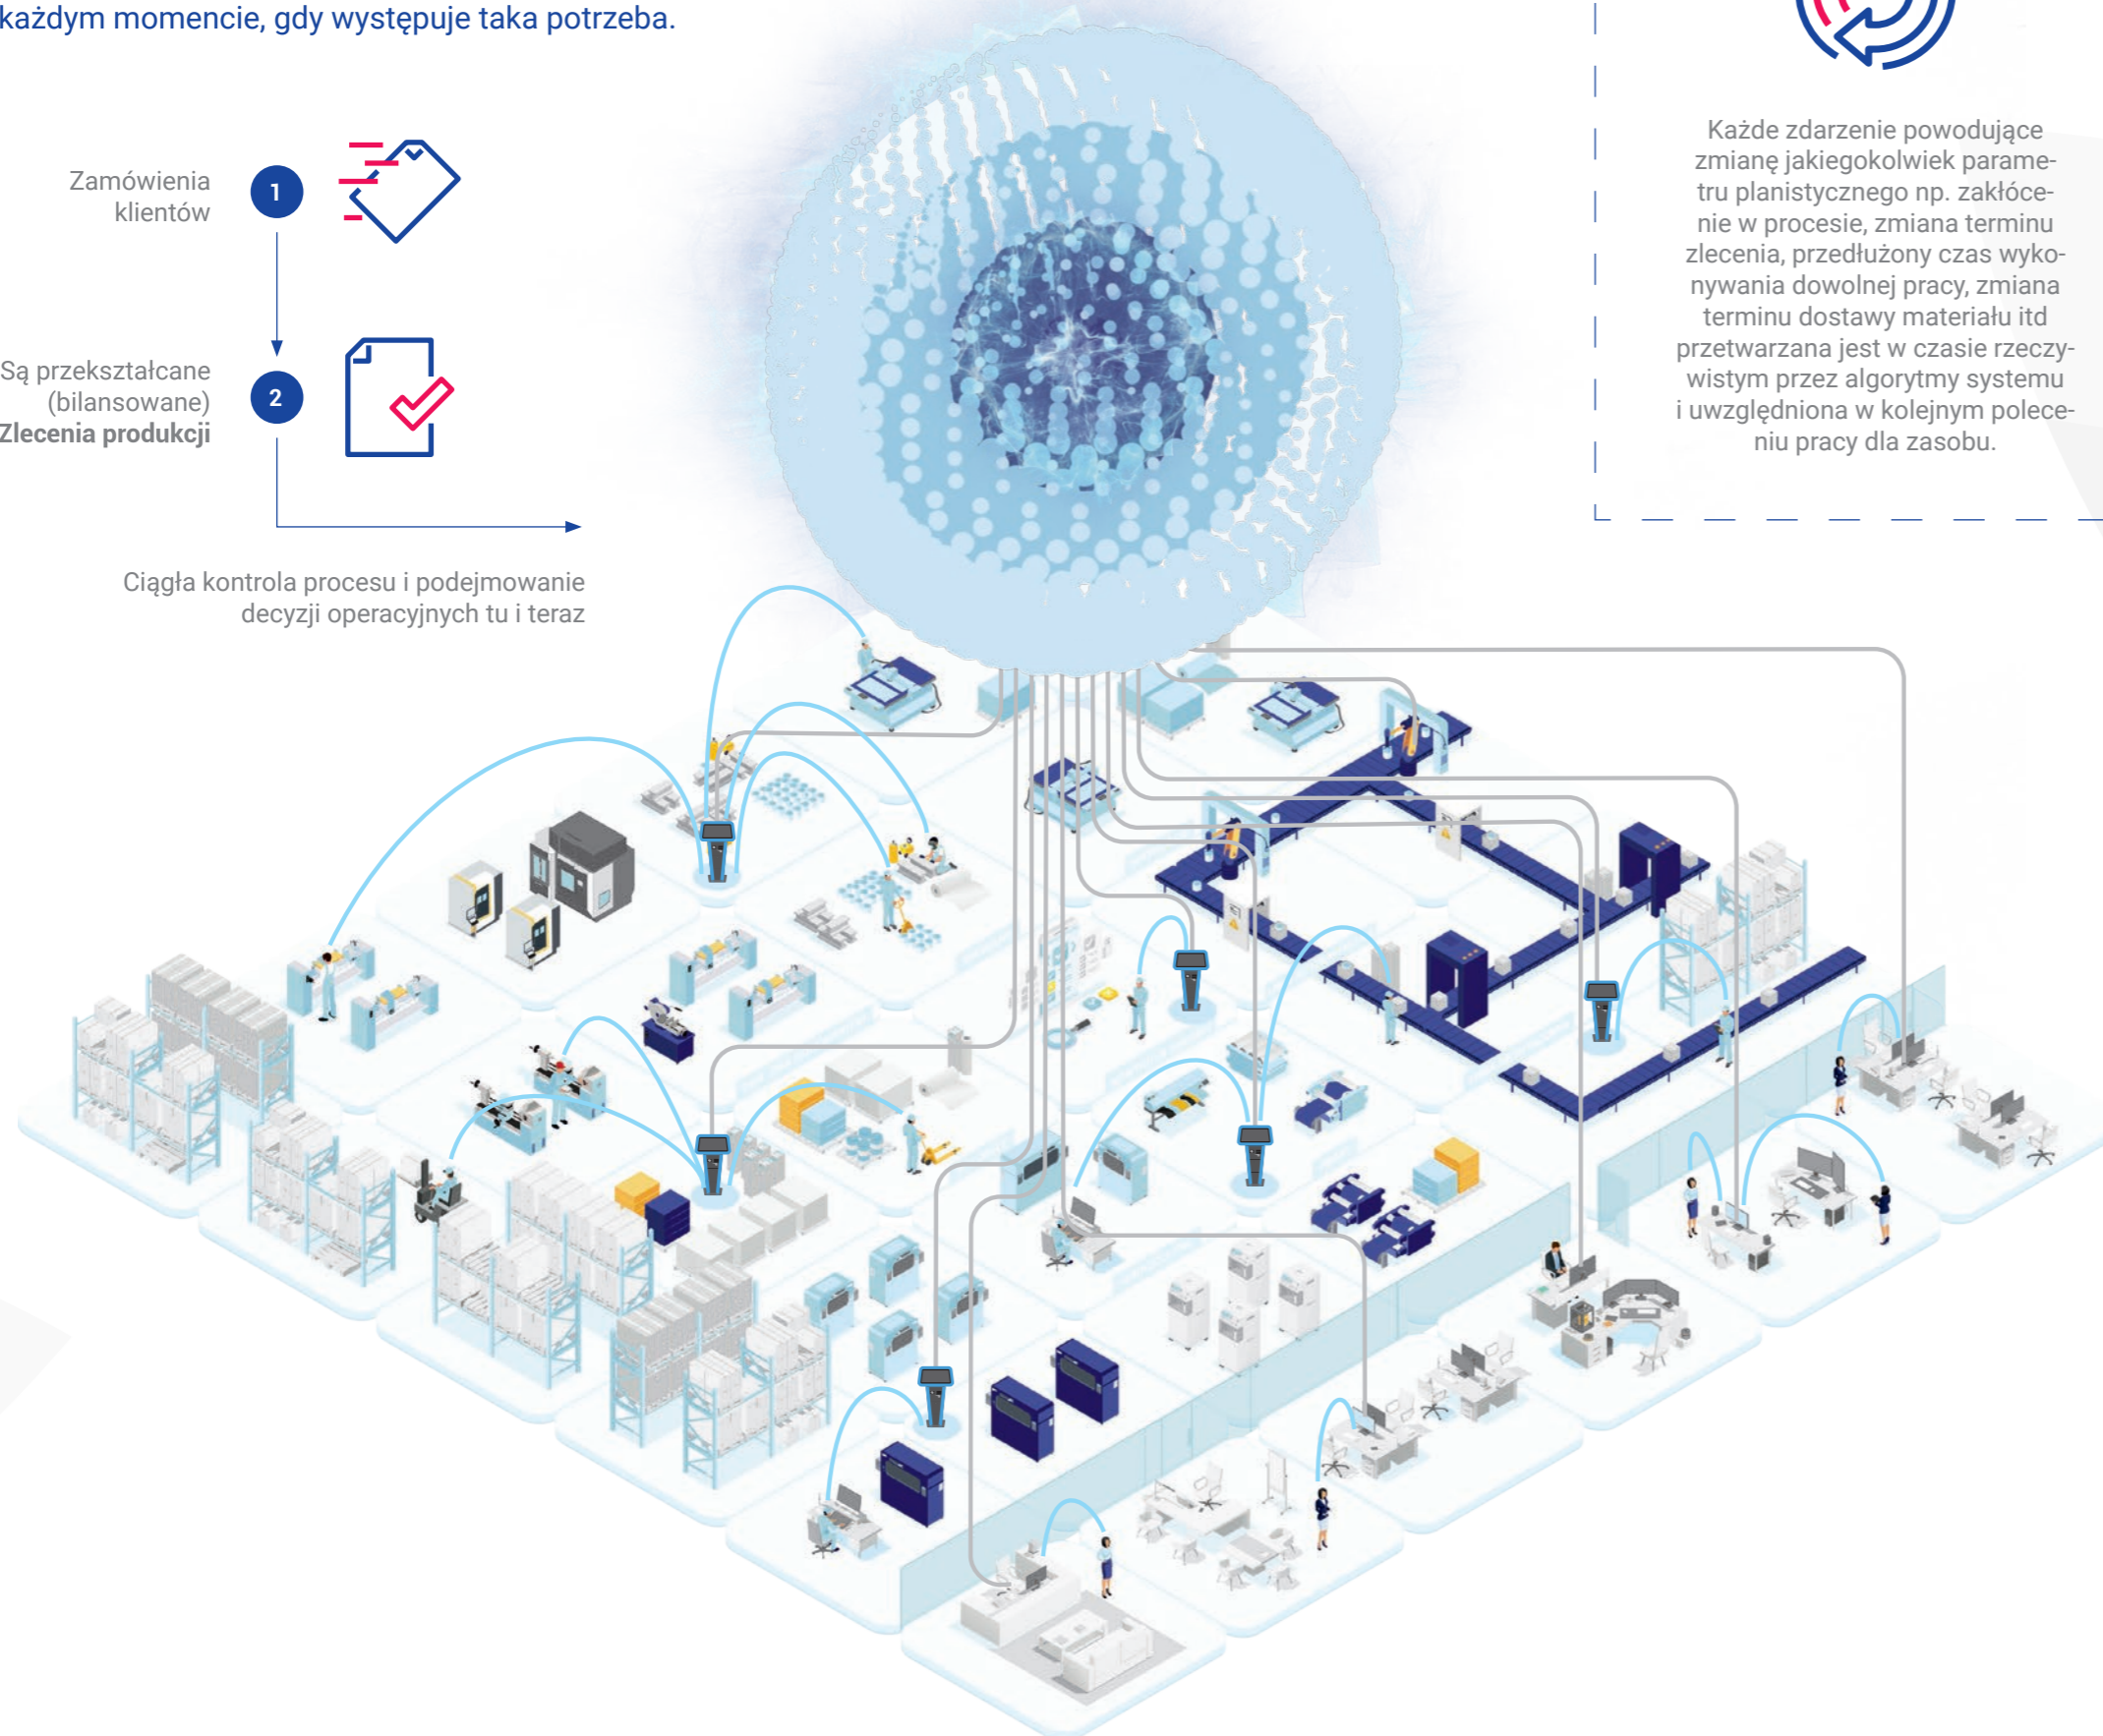 każdym momencie, gdy występuje taka potrzeba.
Zamówienia
klientów
1
Są przekształcane
(bilansowane)
Zlecenia produkcji
2
Ciągła kontrola procesu i podejmowanie
decyzji operacyjnych tu i teraz
Każde zdarzenie powodujące
zmianę jakiegokolwiek parame-
tru planistycznego np. zakłóce-
nie w procesie, zmiana terminu
zlecenia, przedłużony czas wyko-
nywania dowolnej pracy, zmiana
terminu dostawy materiału itd
przetwarzana jest w czasie rzeczy-
wistym przez algorytmy systemu
i uwzględniona w kolejnym polece-
niu pracy dla zasobu.